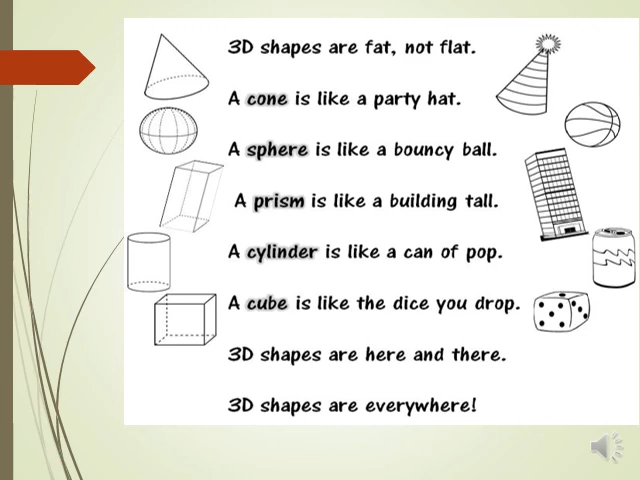 3D shapes are fat, not flat.
A cone is like a party hat.
A sphere is like a bouncy ball.
A prism is like a building tall.
A cylinder is like a can of pop.
A cube is like the dice you drop.
3D shapes are here and there.
3D shapes are everywhere!